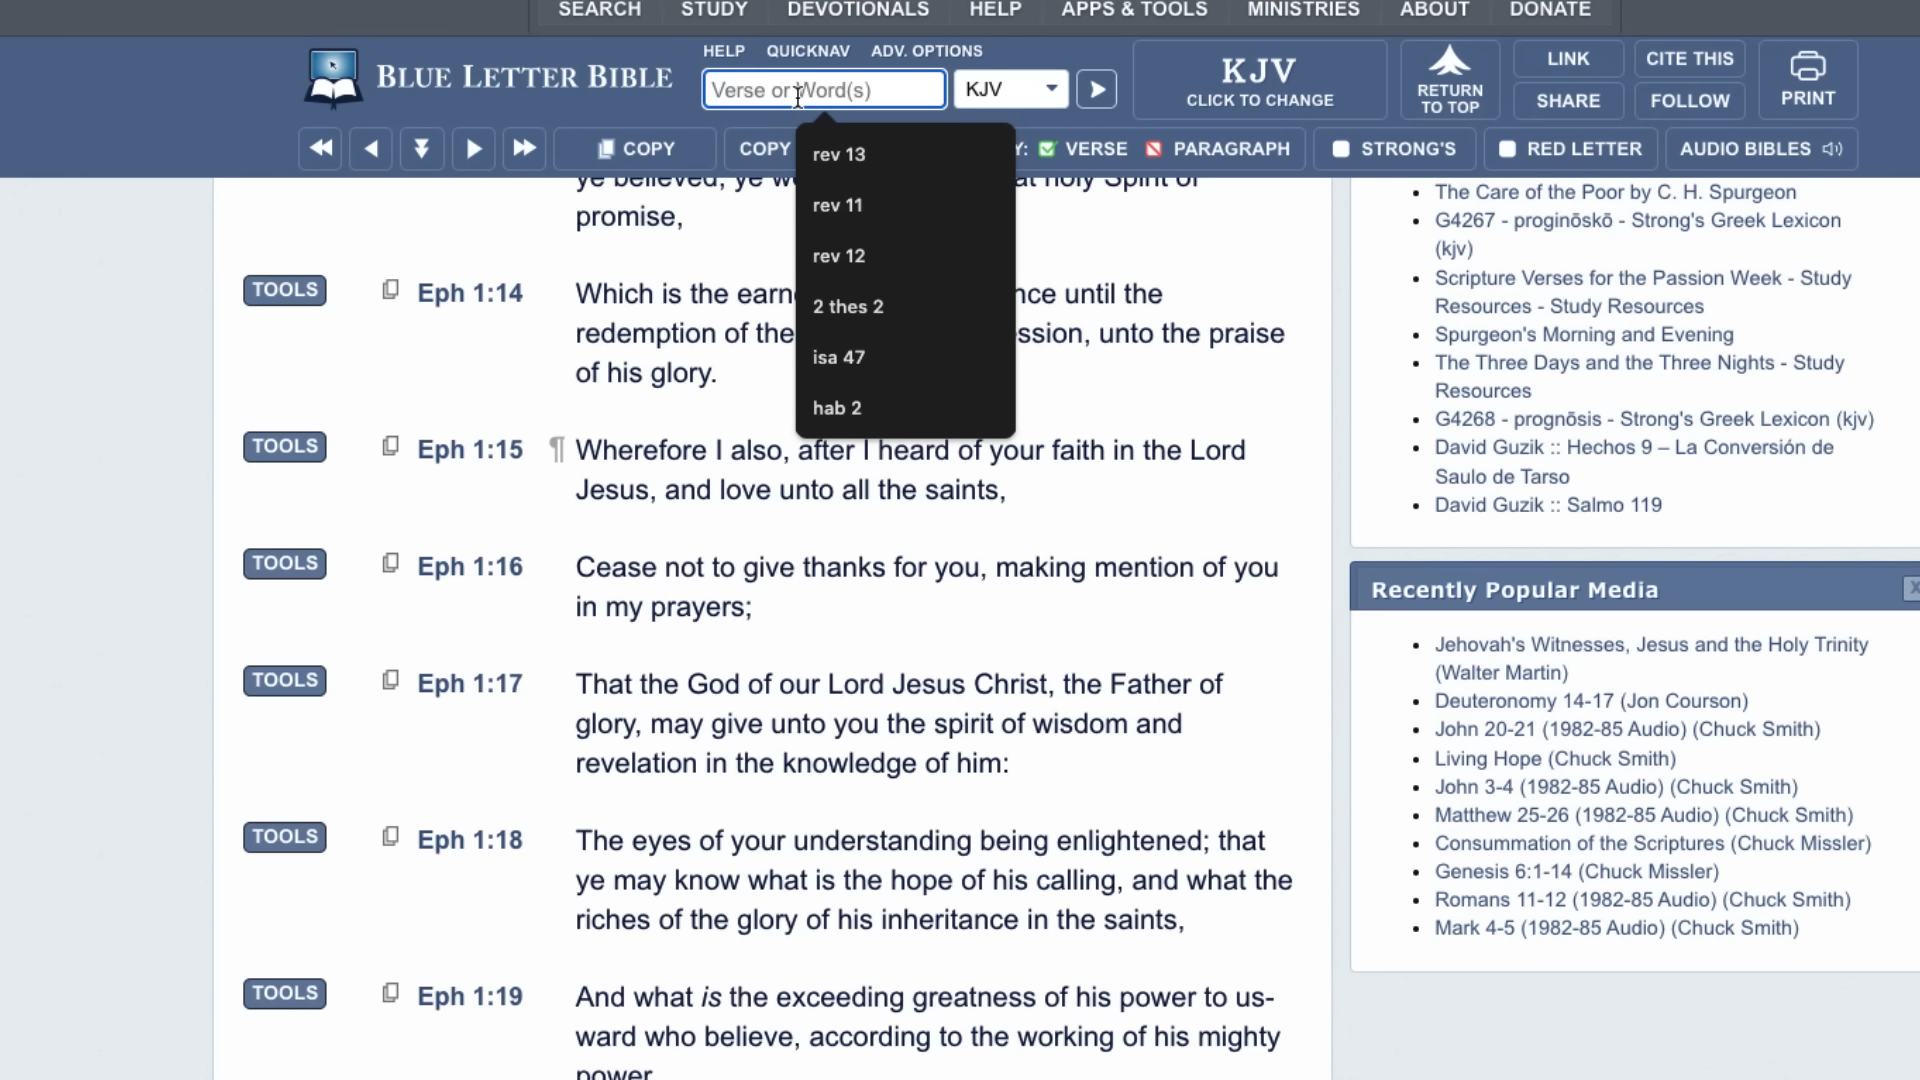 SEARCH STUDY DEVOTIONALS HELP APPS & TOOLS MINISTRIES ABOUT DONATE
BLUE LETTER BIBLE
HELP QUICKNAV ADV. OPTIONS
Verse or Word(s)
KJV
KJV
CLICK TO CHANGE
RETURN
TO TOP
LINK
SHARE
CITE THIS
FOLLOW
PRINT
COPY
COPY
Y:
VERSE
PARAGRAPH
STRONG'S
RED LETTER
AUDIO BIBLES
rev 13
rev 11
rev 12
2 thes 2
isa 47
hab 2
ye believed, ye holy Spirit of
promise,
TOOLS
Eph 1:14
Which is the until the
redemption of the unto the praise
of his glory.
TOOLS
Eph 1:15
¶ Wherefore I also, after I heard of your faith in the Lord
Jesus, and love unto all the saints,
TOOLS
Eph 1:16
Cease not to give thanks for you, making mention of you
in my prayers;
TOOLS
Eph 1:17
That the God of our Lord Jesus Christ, the Father of
glory, may give unto you the spirit of wisdom and
revelation in the knowledge of him:
TOOLS
Eph 1:18
The eyes of your understanding being enlightened; that
ye may know what is the hope of his calling, and what the
riches of the glory of his inheritance in the saints,
TOOLS
Eph 1:19
And what is the exceeding greatness of his power to us-
ward who believe, according to the working of his mighty
power
The Care of the Poor by C. H. Spurgeon
G4267 - proginōskō - Strong's Greek Lexicon
(kjv)
Scripture Verses for the Passion Week - Study
Resources - Study Resources
Spurgeon's Morning and Evening
The Three Days and the Three Nights - Study
Resources
G4268 - prognōsis - Strong's Greek Lexicon (kjv)
David Guzik :: Hechos 9 – La Conversión de
Saulo de Tarso
David Guzik :: Salmo 119
Recently Popular Media
X
Jehovah's Witnesses, Jesus and the Holy Trinity
(Walter Martin)
Deuteronomy 14-17 (Jon Courson)
John 20-21 (1982-85 Audio) (Chuck Smith)
Living Hope (Chuck Smith)
John 3-4 (1982-85 Audio) (Chuck Smith)
Matthew 25-26 (1982-85 Audio) (Chuck Smith)
Consummation of the Scriptures (Chuck Missler)
Genesis 6:1-14 (Chuck Missler)
Romans 11-12 (1982-85 Audio) (Chuck Smith)
Mark 4-5 (1982-85 Audio) (Chuck Smith)